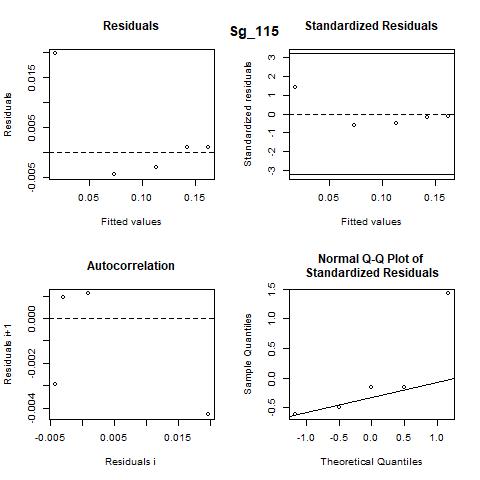 Sg_115
Residuals
Residuals
0.015
0.005
-0.005
0.05 0.10 0.15
Fitted values
Standardized Residuals
Standardized residuals
3
2
1
0
-1
-2
-3
0.05 0.10 0.15
Fitted values
Autocorrelation
Residuals i+1
0.000
-0.002
-0.004
-0.005 0.005 0.015
Residuals i
Normal Q-Q Plot of
Standardized Residuals
Sample Quantiles
1.5
1.0
0.5
0.0
-0.5
-1.0 -0.5 0.0 0.5 1.0
Theoretical Quantiles